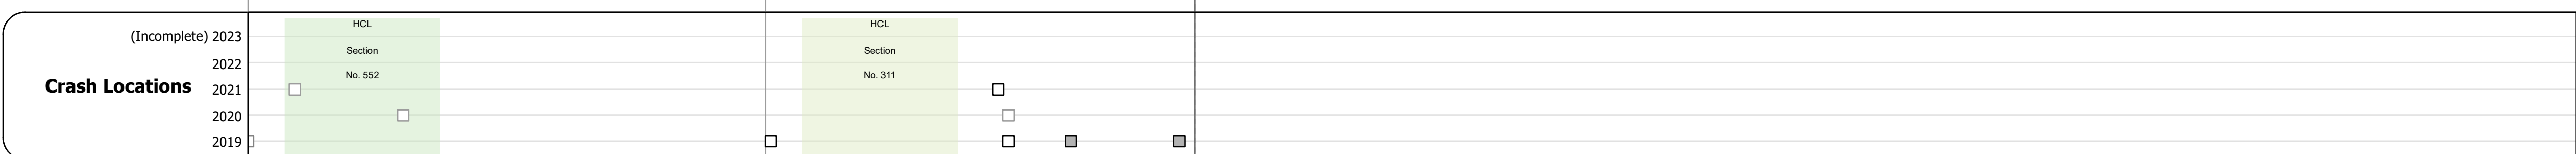 HCL
(Incomplete) 2023
Section
2022
No. 552
Crash Locations
2021
2020
2019
HCL
Section
No. 311